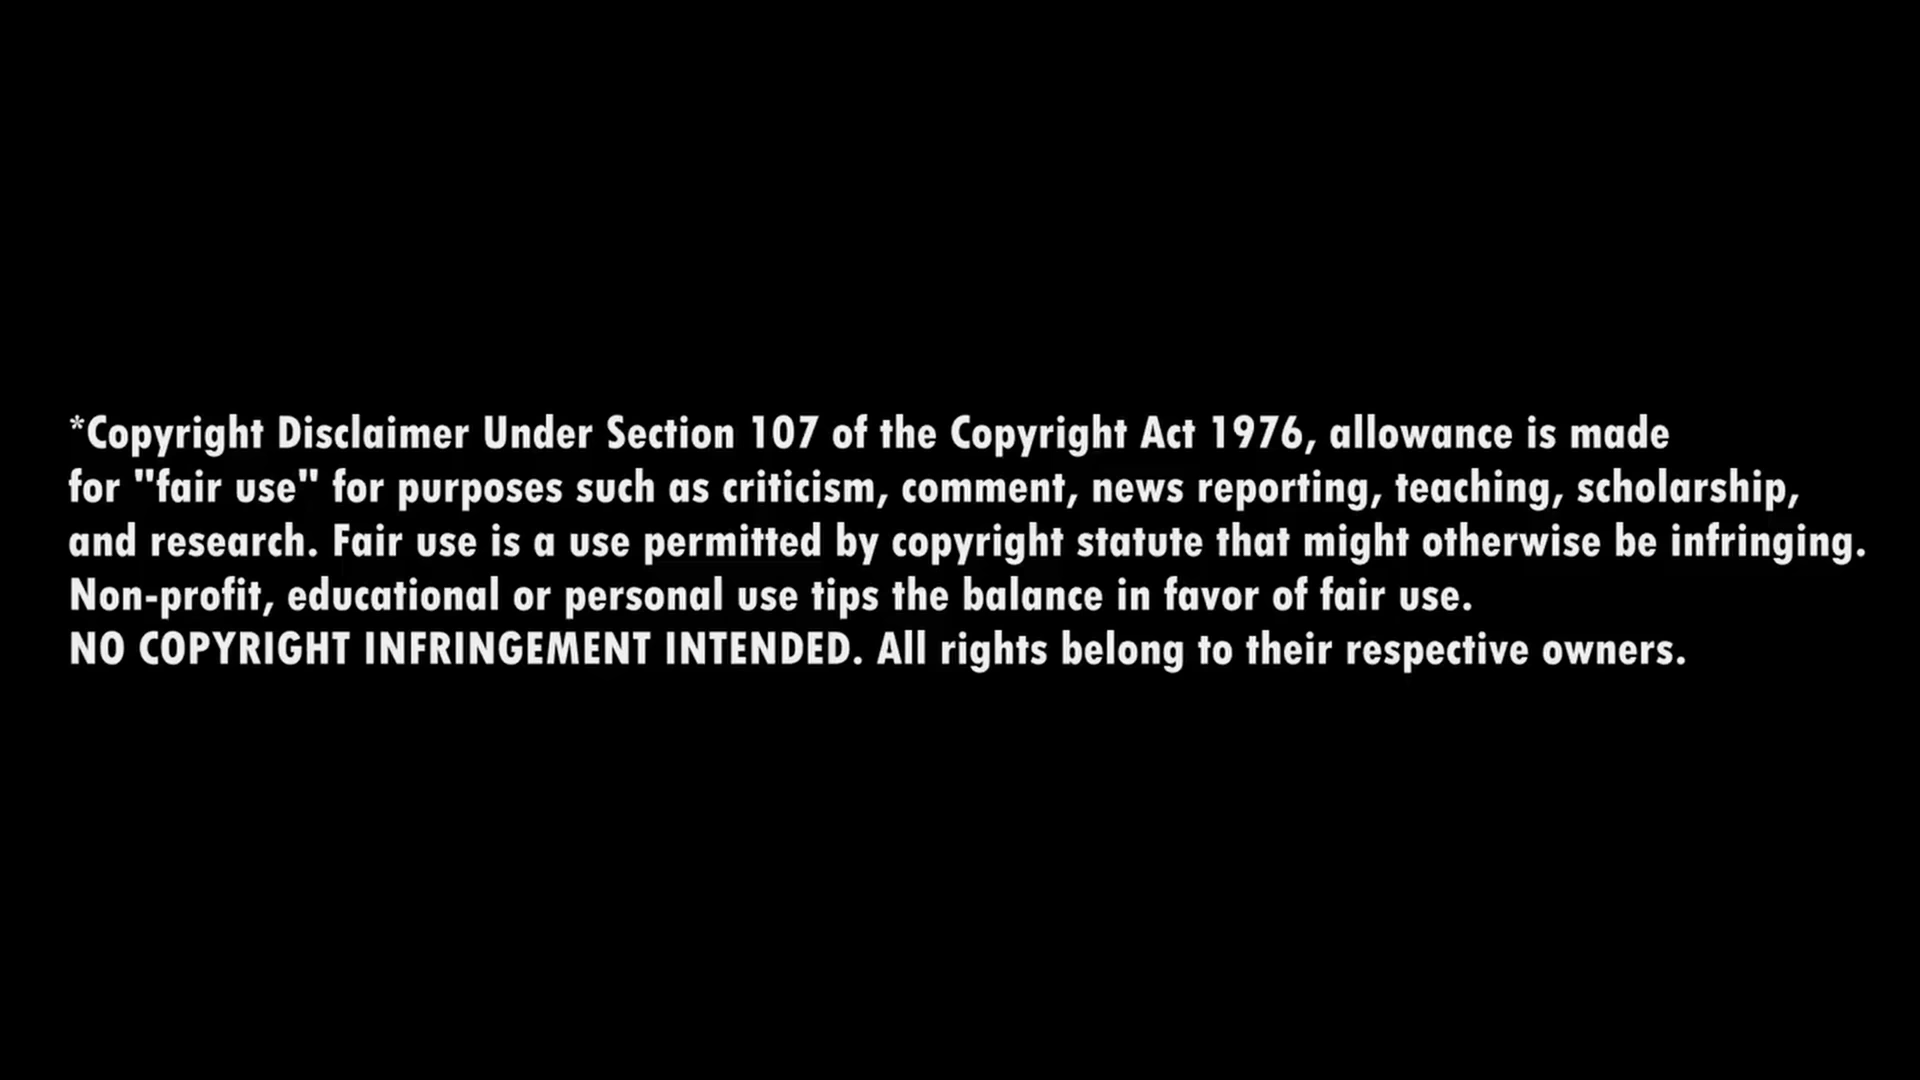 *Copyright Disclaimer Under Section 107 of the Copyright Act 1976, allowance is made
for "fair use" for purposes such as criticism, comment, news reporting, teaching, scholarship,
and research. Fair use is a use permitted by copyright statute that might otherwise be infringing.
Non-profit, educational or personal use tips the balance in favor of fair use.
NO COPYRIGHT INFRINGEMENT INTENDED. All rights belong to their respective owners.